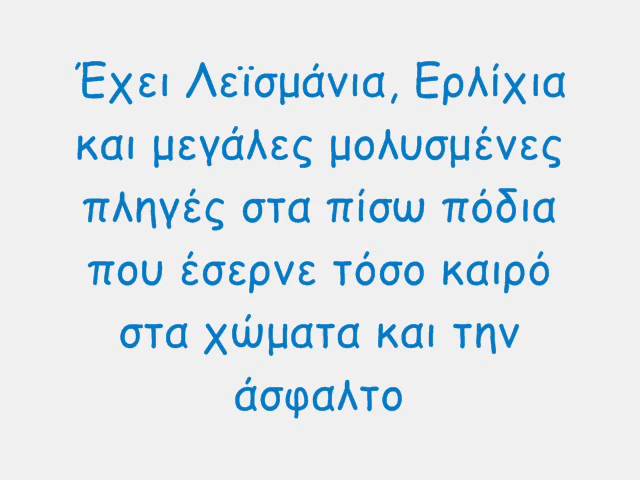 Έχει Λεϊσμάνια, Ερλίχια
και μεγάλες μολυσμένες
πληγές στα πίσω πόδια
που έσερνε τόσο καιρό
στα χώματα και την
άσφαλτο